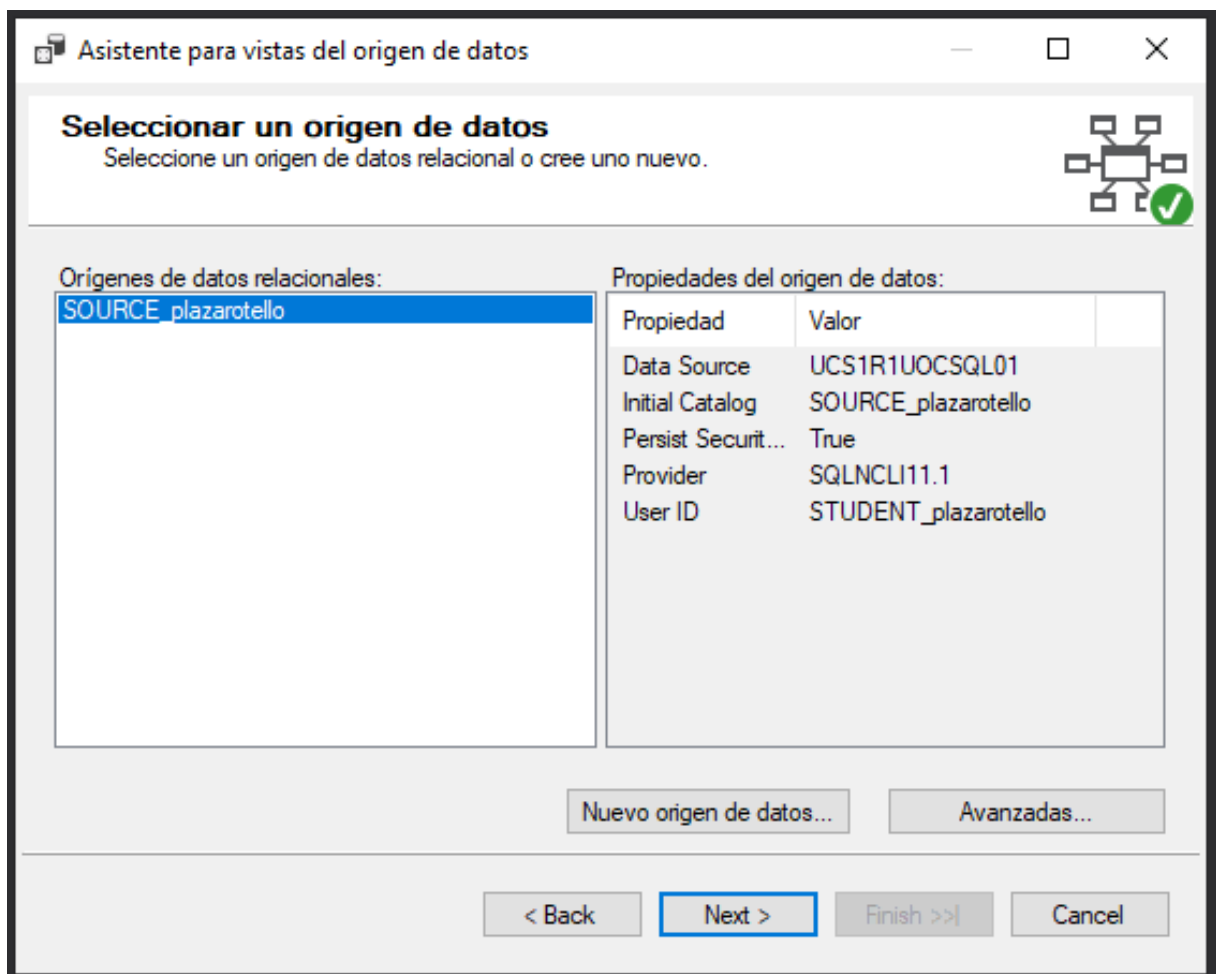 Asistente para vistas del origen de datos
Seleccionar un origen de datos
Seleccione un origen de datos relacional o cree uno nuevo.
Orígenes de datos relacionales:
SOURCE_plazarotello
Propiedades del origen de datos:
Propiedad Valor
Data Source UCS1R1UOCSQL01
Initial Catalog SOURCE_plazarotello
Persist Securit... True
Provider SQLNCLI11.1
User ID STUDENT_plazarotello
Nuevo origen de datos... Avanzadas...
< Back Next > Finish >>| Cancel